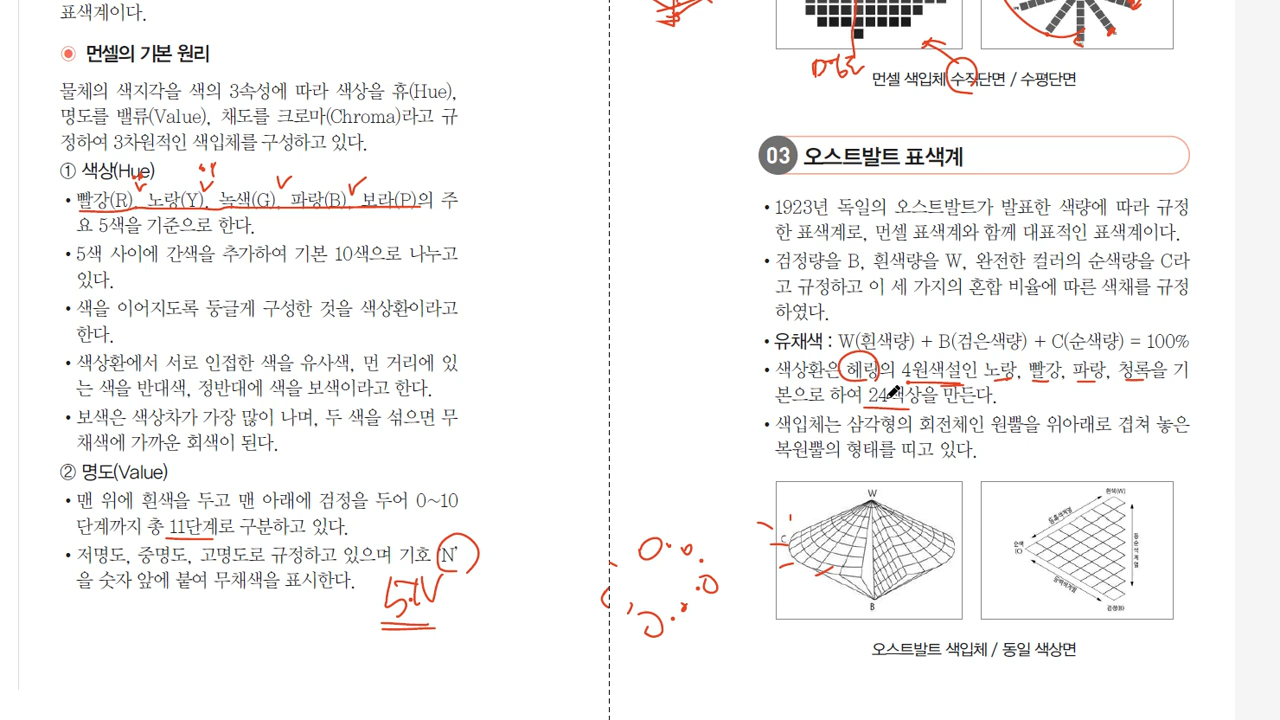 표색계이다.
먼셀의 기본 원리
물체의 색지각을 색의 3속성에 따라 색상을 휴(Hue),
명도를 밸류(Value), 채도를 크로마(Chroma)라고 규
정하여 3차원적인 색입체를 구성하고 있다.
① 색상(Hue)
• 빨강(R), 노랑(Y), 녹색(G), 파랑(B), 보라(P)의 주
요 5색을 기준으로 한다.
• 5색 사이에 간색을 추가하여 기본 10색으로 나누고
있다.
• 색을 이어지도록 둥글게 구성한 것을 색상환이라고
한다.
• 색상환에서 서로 인접한 색을 유사색, 먼 거리에 있
는 색을 반대색, 정반대에 색을 보색이라고 한다.
• 보색은 색상차가 가장 많이 나며, 두 색을 섞으면 무
채색에 가까운 회색이 된다.
② 명도(Value)
• 맨 위에 흰색을 두고 맨 아래에 검정을 두어 0~10
단계까지 총 11단계로 구분하고 있다.
• 저명도, 중명도, 고명도로 규정하고 있으며 기호 'N'
을 숫자 앞에 붙여 무채색을 표시한다.
먼셀 색입체 수직단면 / 수평단면
03 오스트발트 표색계
• 1923년 독일의 오스트발트가 발표한 색량에 따라 규정
한 표색계로, 먼셀 표색계와 함께 대표적인 표색계이다.
• 검정량을 B, 흰색량을 W, 완전한 컬러의 순색량을 C라
고 규정하고 이 세 가지의 혼합 비율에 따른 색채를 규정
하였다.
• 유채색 : W(흰색량) + B(검은색량) + C(순색량) = 100%
• 색상환은 헤링의 4원색설인 노랑, 빨강, 파랑, 청록을 기
본으로 하여 24색상을 만든다.
• 색입체는 삼각형의 회전체인 원뿔을 위아래로 겹쳐 놓은
복원뿔의 형태를 띠고 있다.
W
C
B
흰색(W)
순색
(C)
검정(B)
오스트발트 색입체 / 동일 색상면